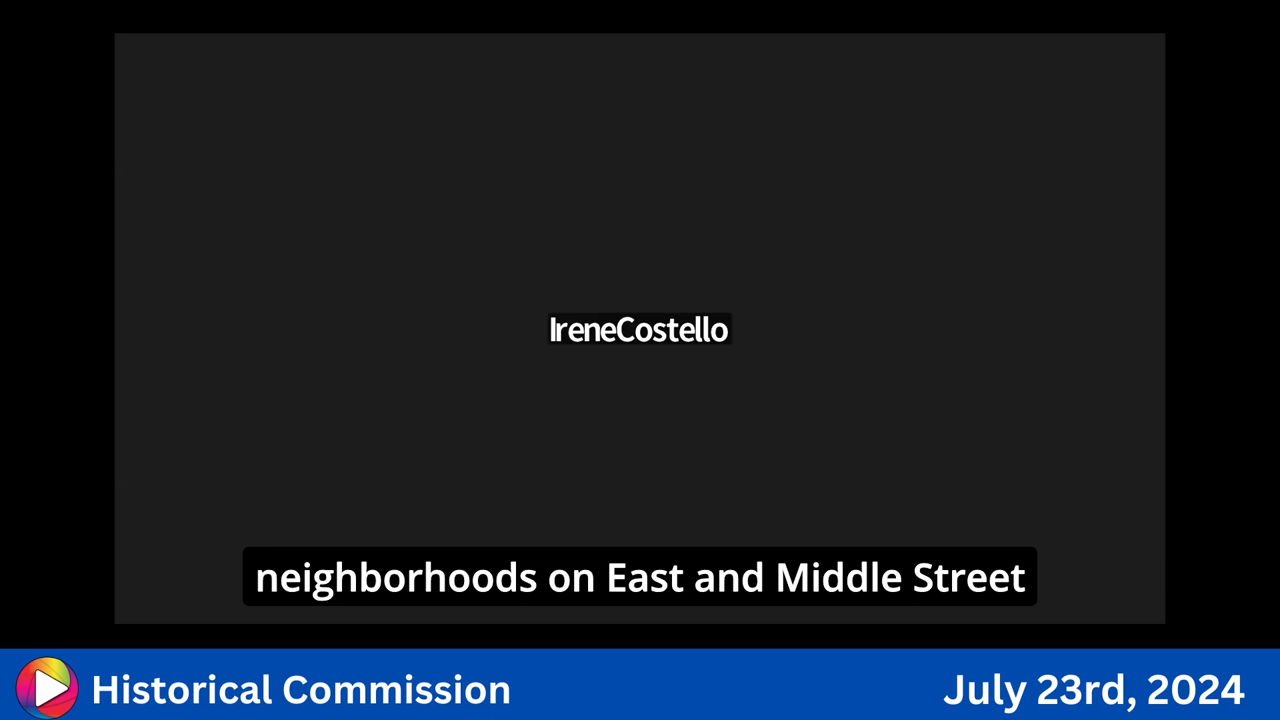 IreneCostello
neighborhoods on East and Middle Street
Historical Commission
July 23rd, 2024